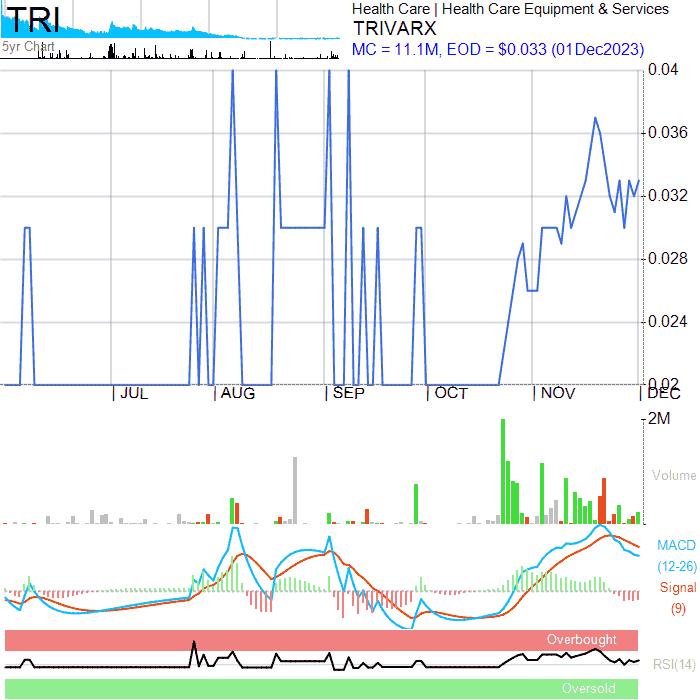 TRI
5yr Chart
Health Care | Health Care Equipment & Services
TRIVARX
MC = 11.1M, EOD = $0.033 (01Dec2023)
0.04
0.036
0.032
0.028
0.024
0.02
JUL
AUG
SEP
OCT
NOV
DEC
2M
Volume
MACD
(12-26)
Signal
(9)
Overbought
RSI(14)
Oversold